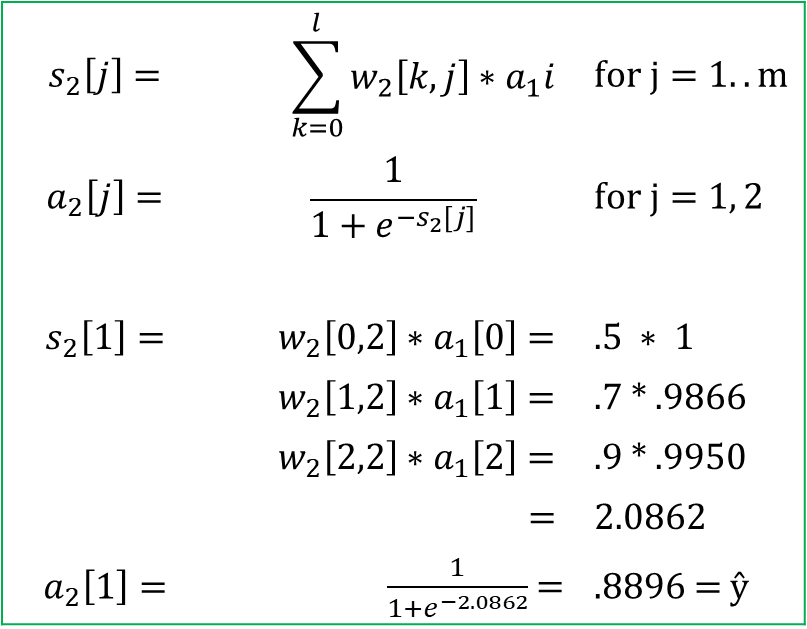 s₂[j] = ∑ₖ₌₀ˡ w₂[k,j] ∗ a₁i for j = 1..m
a₂[j] = 1 / (1 + e^(−s₂[j])) for j = 1,2
s₂[1] = w₂[0,2] ∗ a₁[0] = .5 ∗ 1
w₂[1,2] ∗ a₁[1] = .7 * .9866
w₂[2,2] ∗ a₁[2] = .9 * .9950
= 2.0862
a₂[1] = 1 / (1+e^(−2.0862)) = .8896 = ŷ